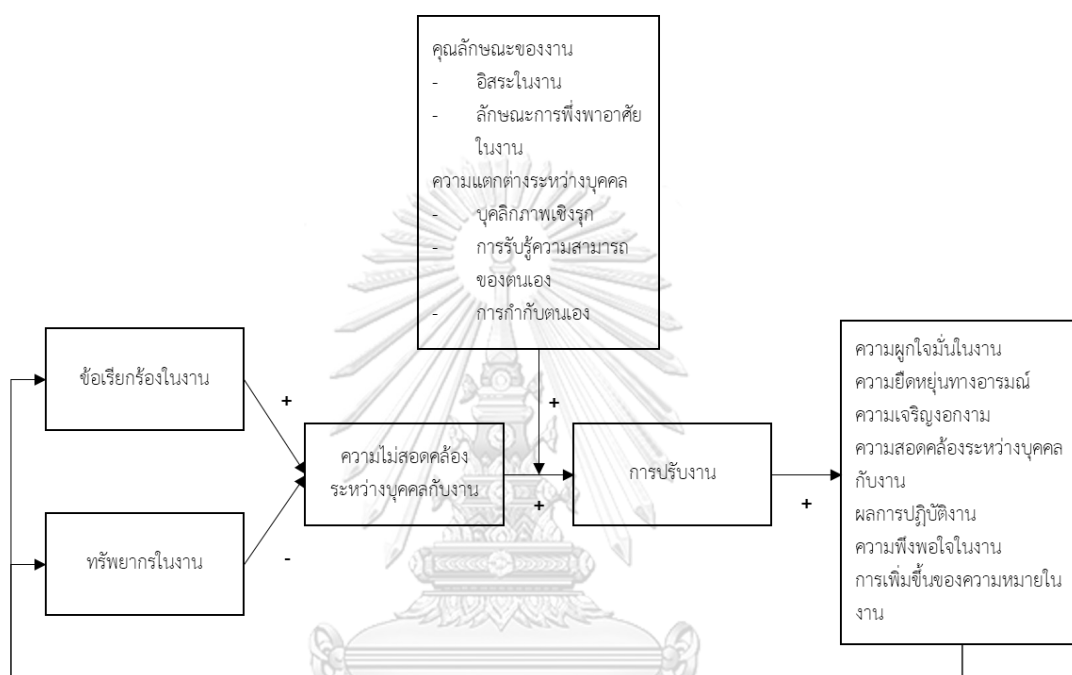 คุณลักษณะของงาน
- อิสระในงาน
- ลักษณะการพึ่งพาอาศัย
ในงาน
ความแตกต่างระหว่างบุคคล
- บุคลิกภาพเชิงรุก
- การรับรู้ความสามารถ
ของตนเอง
- การกำกับตนเอง
ข้อเรียกร้องในงาน
+
ทรัพยากรในงาน
-
ความไม่สอดคล้อง
ระหว่างบุคคลกับงาน
+
+
การปรับงาน
+
ความผูกใจมั่นในงาน
ความยืดหยุ่นทางอารมณ์
ความเจริญงอกงาม
ความสอดคล้องระหว่างบุคคล
กับงาน
ผลการปฏิบัติงาน
ความพึงพอใจในงาน
การเพิ่มขึ้นของความหมายใน
งาน